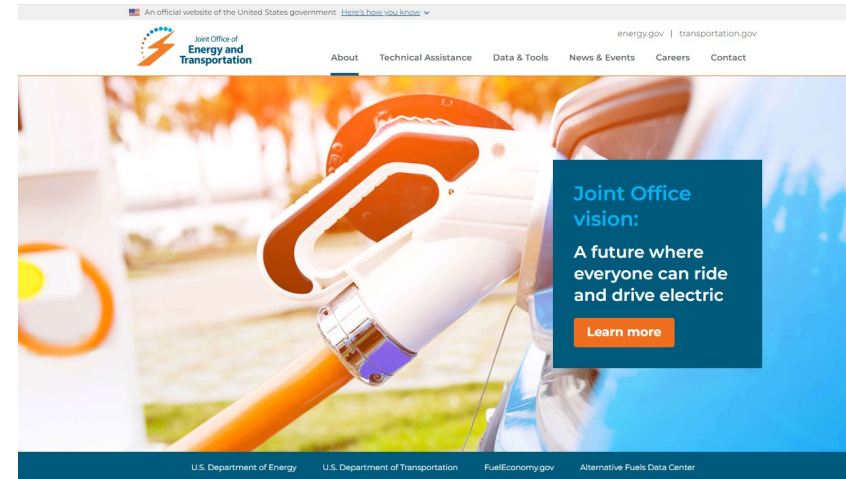 An official website of the United States government Here's how you know
energy.gov | transportation.gov
Joint Office of
Energy and
Transportation
About Technical Assistance Data & Tools News & Events Careers Contact
Joint Office
vision:
A future where
everyone can ride
and drive electric
Learn more
U.S. Department of Energy U.S. Department of Transportation FuelEconomy.gov Alternative Fuels Data Center